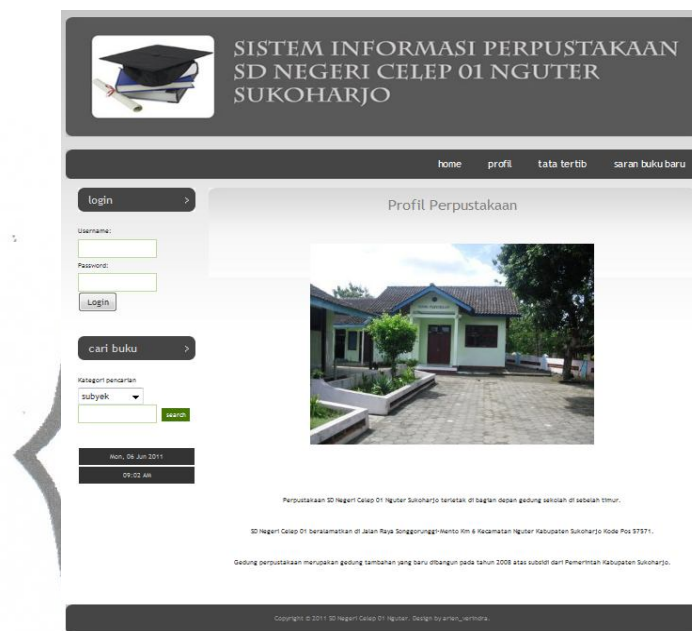 SISTEM INFORMASI PERPUSTAKAAN
SD NEGERI CELEP 01 NGUTER
SUKOHARJO
home profil tata tertib saran buku baru
login >
Username:
Password:
Login
cari buku >
Kategori pencarian
subyek
search
Mon, 06 Jun 2011
09:02 AM
Profil Perpustakaan
Perpustakaan SD Negeri Celep 01 Nguter Sukoharjo terletak di bagian depan gedung sekolah di sebelah timur.
SD Negeri Celep 01 beralamatkan di Jalan Raya Songgorunggi-Mento Km 6 Kecamatan Nguter Kabupaten Sukoharjo Kode Pos 57571.
Gedung perpustakaan merupakan gedung tambahan yang baru dibangun pada tahun 2008 atas subsidi dari Pemerintah Kabupaten Sukoharjo.
Copyright © 2011 SD Negeri Celep 01 Nguter. Design by